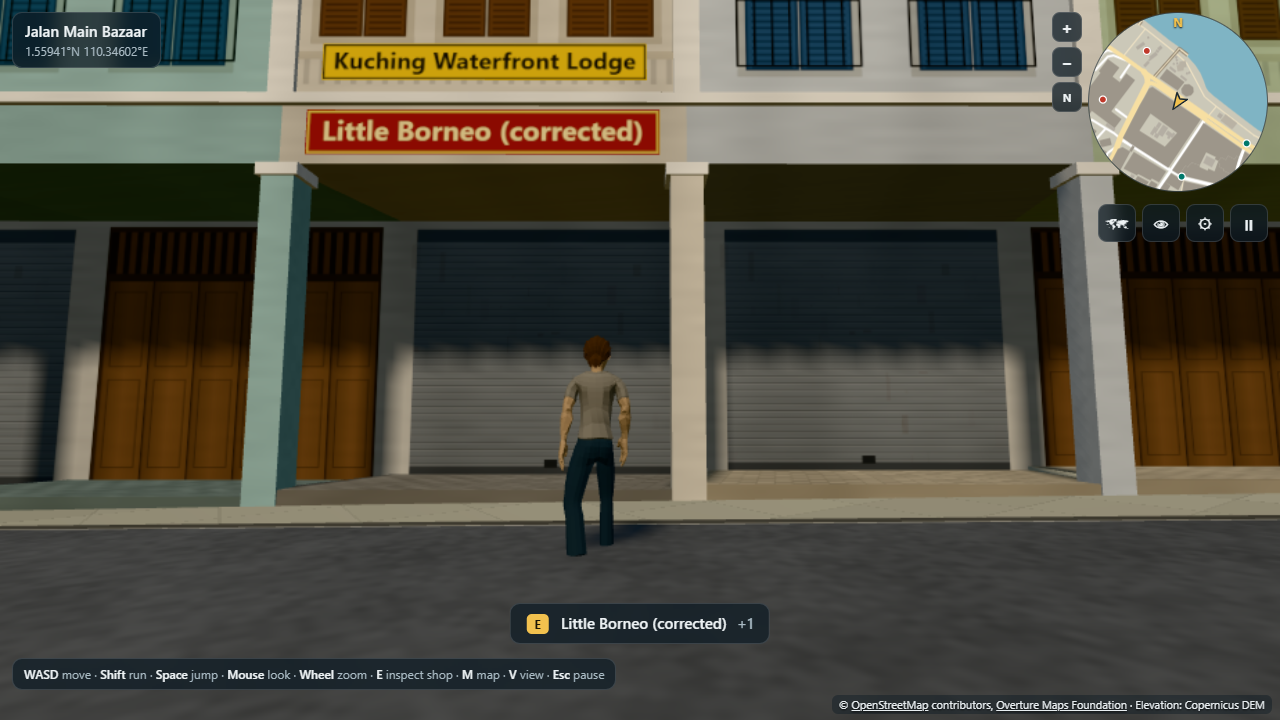 Jalan Main Bazaar
1.55941°N 110.34602°E
Kuching Waterfront Lodge
Little Borneo (corrected)
+
−
N
N
E Little Borneo (corrected) +1
WASD move · Shift run · Space jump · Mouse look · Wheel zoom · E inspect shop · M map · V view · Esc pause
© OpenStreetMap contributors, Overture Maps Foundation · Elevation: Copernicus DEM